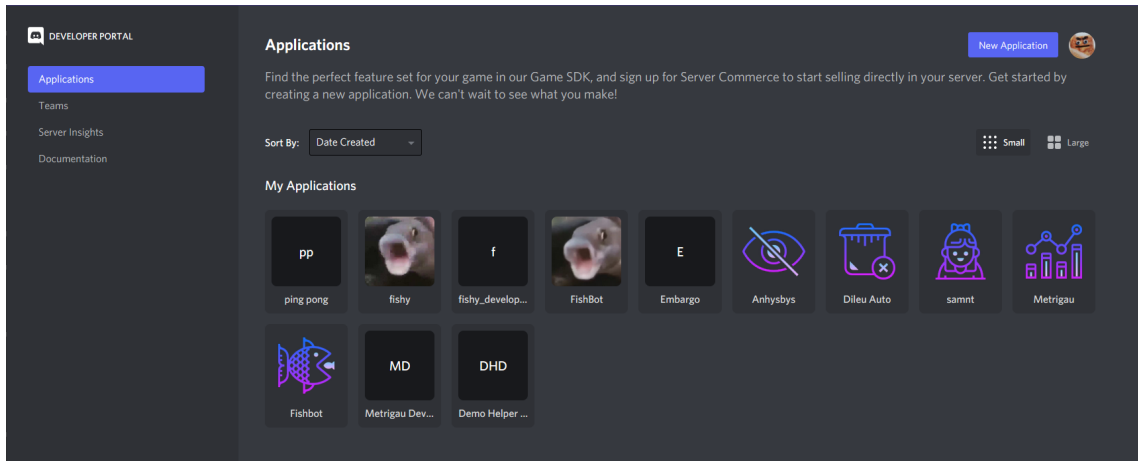 DEVELOPER PORTAL
Applications
Teams
Server Insights
Documentation
Applications
New Application
Find the perfect feature set for your game in our Game SDK, and sign up for Server Commerce to start selling directly in your server. Get started by
creating a new application. We can't wait to see what you make!
Sort By: Date Created
Small Large
My Applications
pp f E
ping pong fishy fishy_develop... FishBot Embargo Anhysbys Dileu Auto samnt Metrigau
MD DHD
Fishbot Metrigau Dev... Demo Helper ...